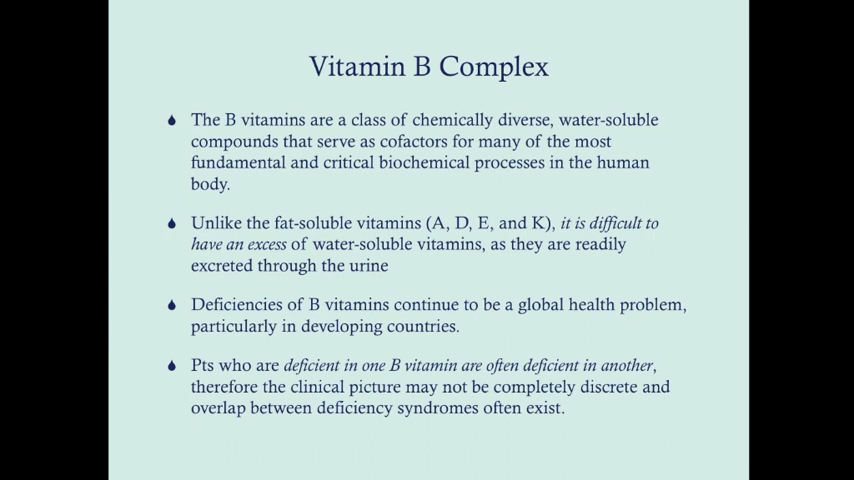 Vitamin B Complex
The B vitamins are a class of chemically diverse, water-soluble
compounds that serve as cofactors for many of the most
fundamental and critical biochemical processes in the human
body.
Unlike the fat-soluble vitamins (A, D, E, and K), it is difficult to
have an excess of water-soluble vitamins, as they are readily
excreted through the urine
Deficiencies of B vitamins continue to be a global health problem,
particularly in developing countries.
Pts who are deficient in one B vitamin are often deficient in another,
therefore the clinical picture may not be completely discrete and
overlap between deficiency syndromes often exist.